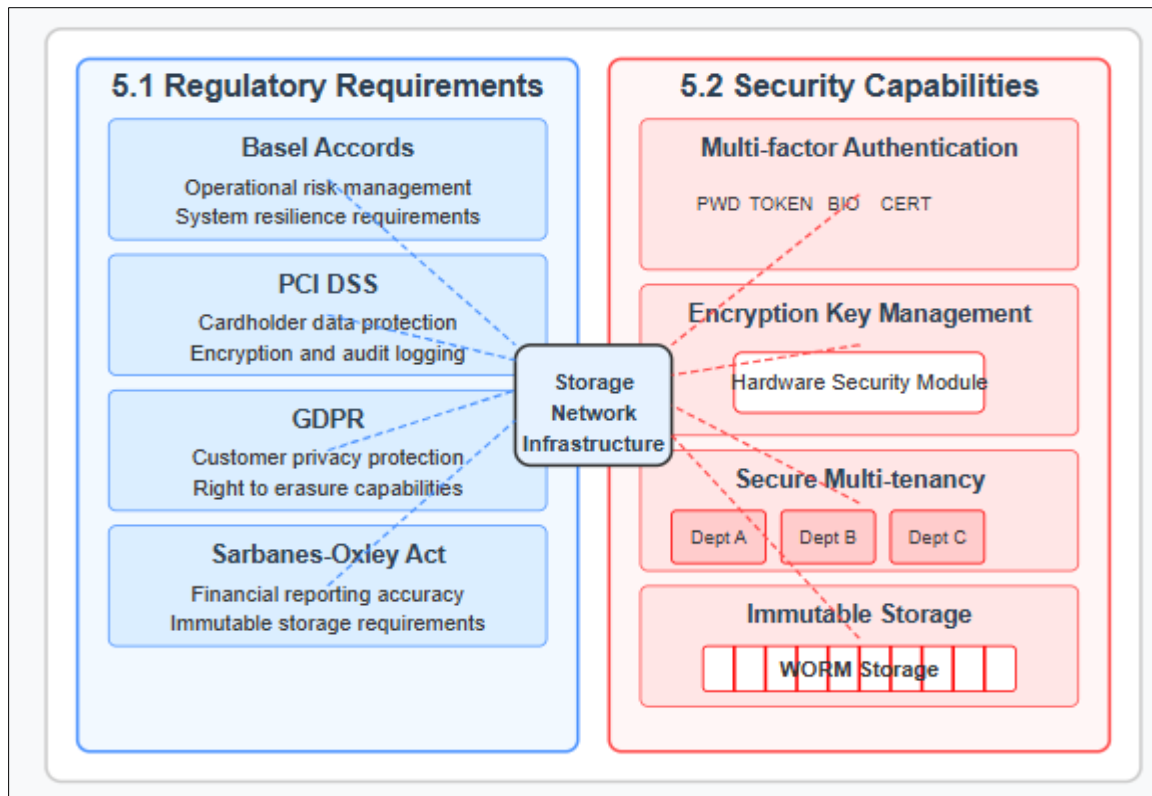 5.1 Regulatory Requirements
Basel Accords
Operational risk management
System resilience requirements
PCI DSS
Cardholder data protection
Encryption and audit logging
GDPR
Customer privacy protection
Right to erasure capabilities
Sarbanes-Oxley Act
Financial reporting accuracy
Immutable storage requirements
Storage
Network
Infrastructure
5.2 Security Capabilities
Multi-factor Authentication
PWD TOKEN BIO CERT
Encryption Key Management
Hardware Security Module
Secure Multi-tenancy
Dept A Dept B Dept C
Immutable Storage
WORM Storage